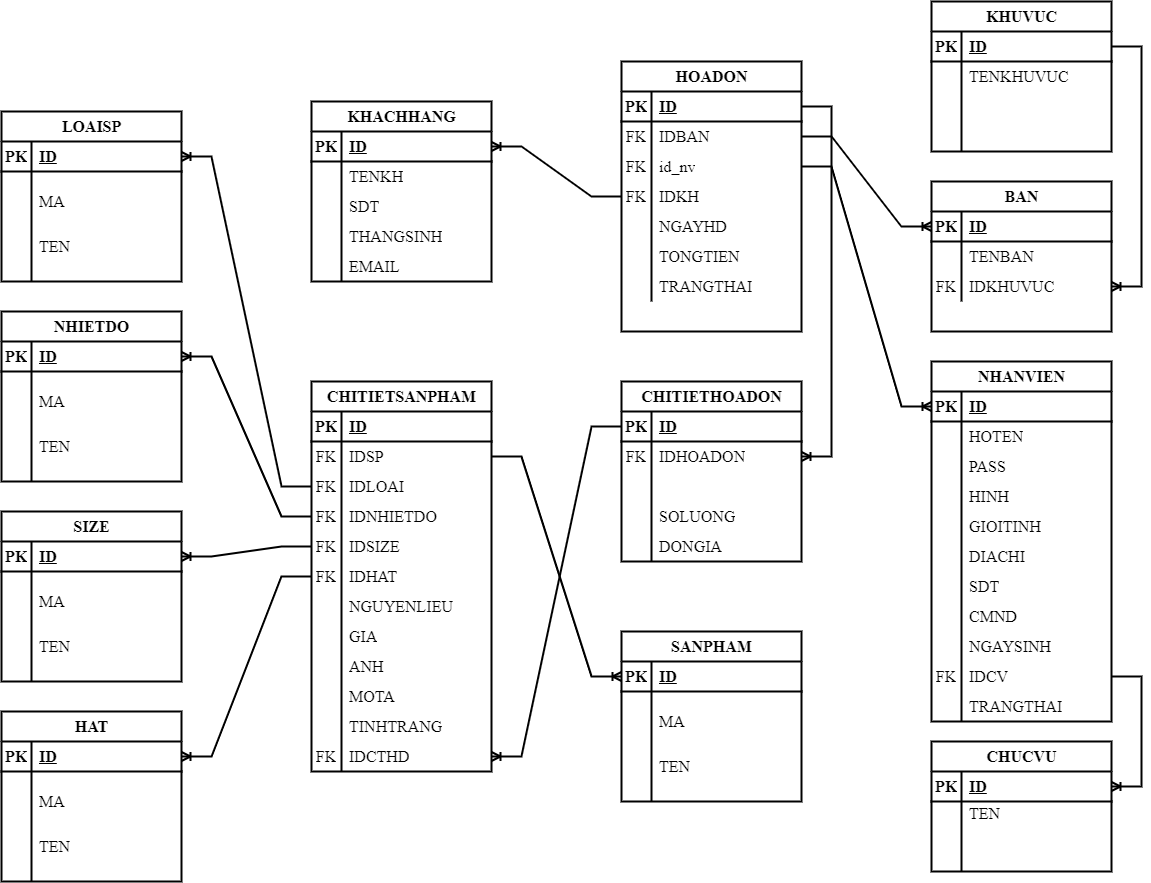 LOAISP
PK ID
MA
TEN
NHIETDO
PK ID
MA
TEN
SIZE
PK ID
MA
TEN
HAT
PK ID
MA
TEN
KHACHHANG
PK ID
TENKH
SDT
THANGSINH
EMAIL
CHITIETSANPHAM
PK ID
FK IDSP
FK IDLOAI
FK IDNHIETDO
FK IDSIZE
FK IDHAT
NGUYENLIEU
GIA
ANH
MOTA
TINHTRANG
FK IDCTHD
HOADON
PK ID
FK IDBAN
FK id_nv
FK IDKH
NGAYHD
TONGTIEN
TRANGTHAI
CHITIETHOADON
PK ID
FK IDHOADON
SOLUONG
DONGIA
SANPHAM
PK ID
MA
TEN
KHUVUC
PK ID
TENKHUVUC
BAN
PK ID
TENBAN
FK IDKHUVUC
NHANVIEN
PK ID
HOTEN
PASS
HINH
GIOITINH
DIACHI
SDT
CMND
NGAYSINH
FK IDCV
TRANGTHAI
CHUCVU
PK ID
TEN